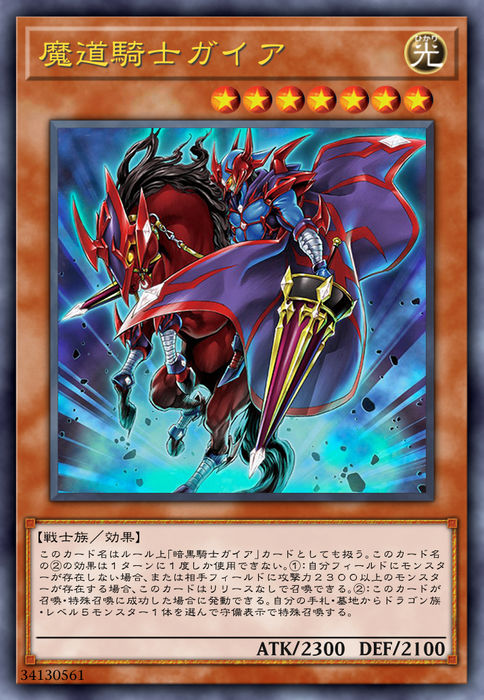 魔道騎士ガイア
ひかり
光
【戦士族／効果】
このカード名はルール上「暗黒騎士ガイア」カードとしても扱う。このカード名
の②の効果は１ターンに１度しか使用できない。①：自分フィールドにモンスタ
ーが存在しない場合、または相手フィールドに攻撃力２３００以上のモンスタ
ーが存在する場合、このカードはリリースなしで召喚できる。②：このカードが
召喚・特殊召喚に成功した場合に発動できる。自分の手札・墓地からドラゴン族
・レベル５モンスター１体を選んで守備表示で特殊召喚する。
ATK/2300 DEF/2100
34130561